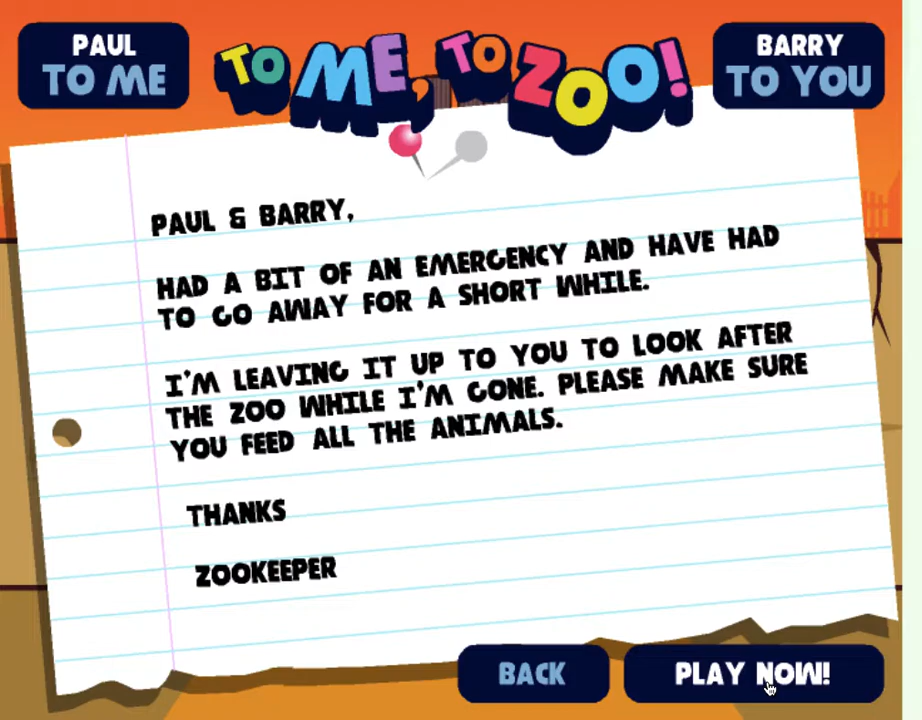 PAUL
TO ME
TO ME, TO ZOO!
BARRY
TO YOU
PAUL & BARRY,
HAD A BIT OF AN EMERGENCY AND HAVE HAD
TO GO AWAY FOR A SHORT WHILE.
I'M LEAVING IT UP TO YOU TO LOOK AFTER
THE ZOO WHILE I'M GONE. PLEASE MAKE SURE
YOU FEED ALL THE ANIMALS.
THANKS
ZOOKEEPER
BACK
PLAY NOW!